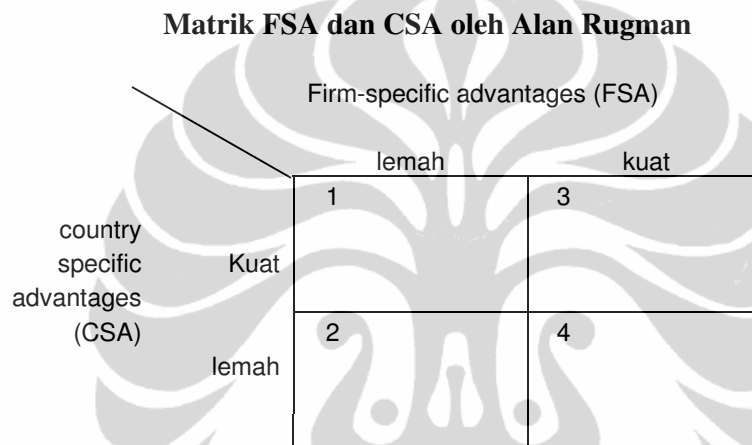 Matrik FSA dan CSA oleh Alan Rugman
Firm-specific advantages (FSA)
lemah kuat
1 3
country
specific Kuat
advantages
(CSA)
2 4
lemah